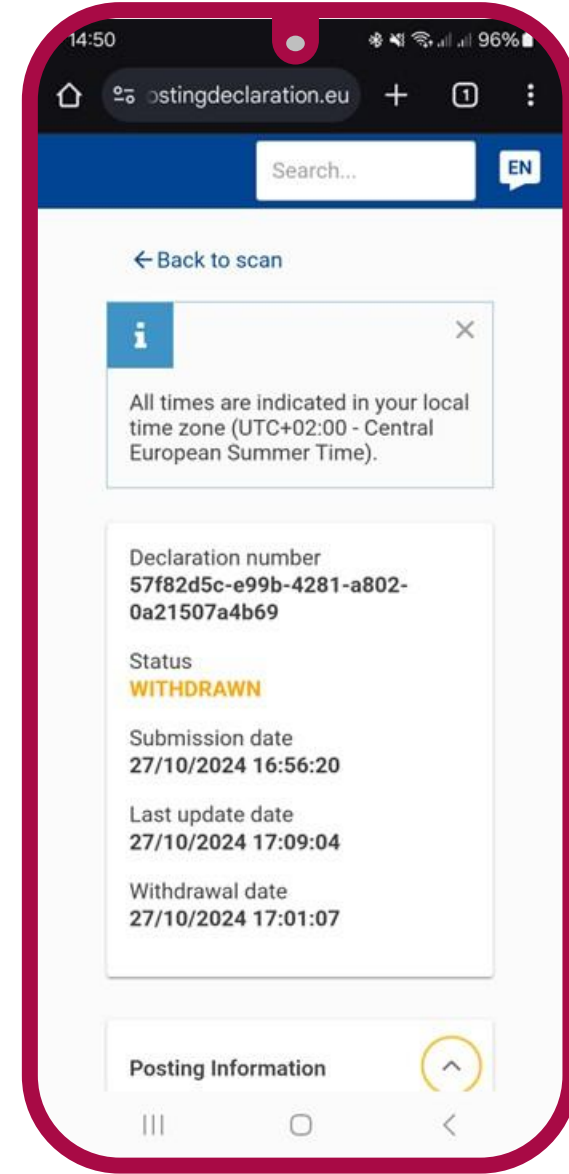 14:50 96%
ostingdeclaration.eu 1
Search... EN
←Back to scan
i ×
All times are indicated in your local
time zone (UTC+02:00 - Central
European Summer Time).
Declaration number
57f82d5c-e99b-4281-a802-
0a21507a4b69
Status
WITHDRAWN
Submission date
27/10/2024 16:56:20
Last update date
27/10/2024 17:09:04
Withdrawal date
27/10/2024 17:01:07
Posting Information